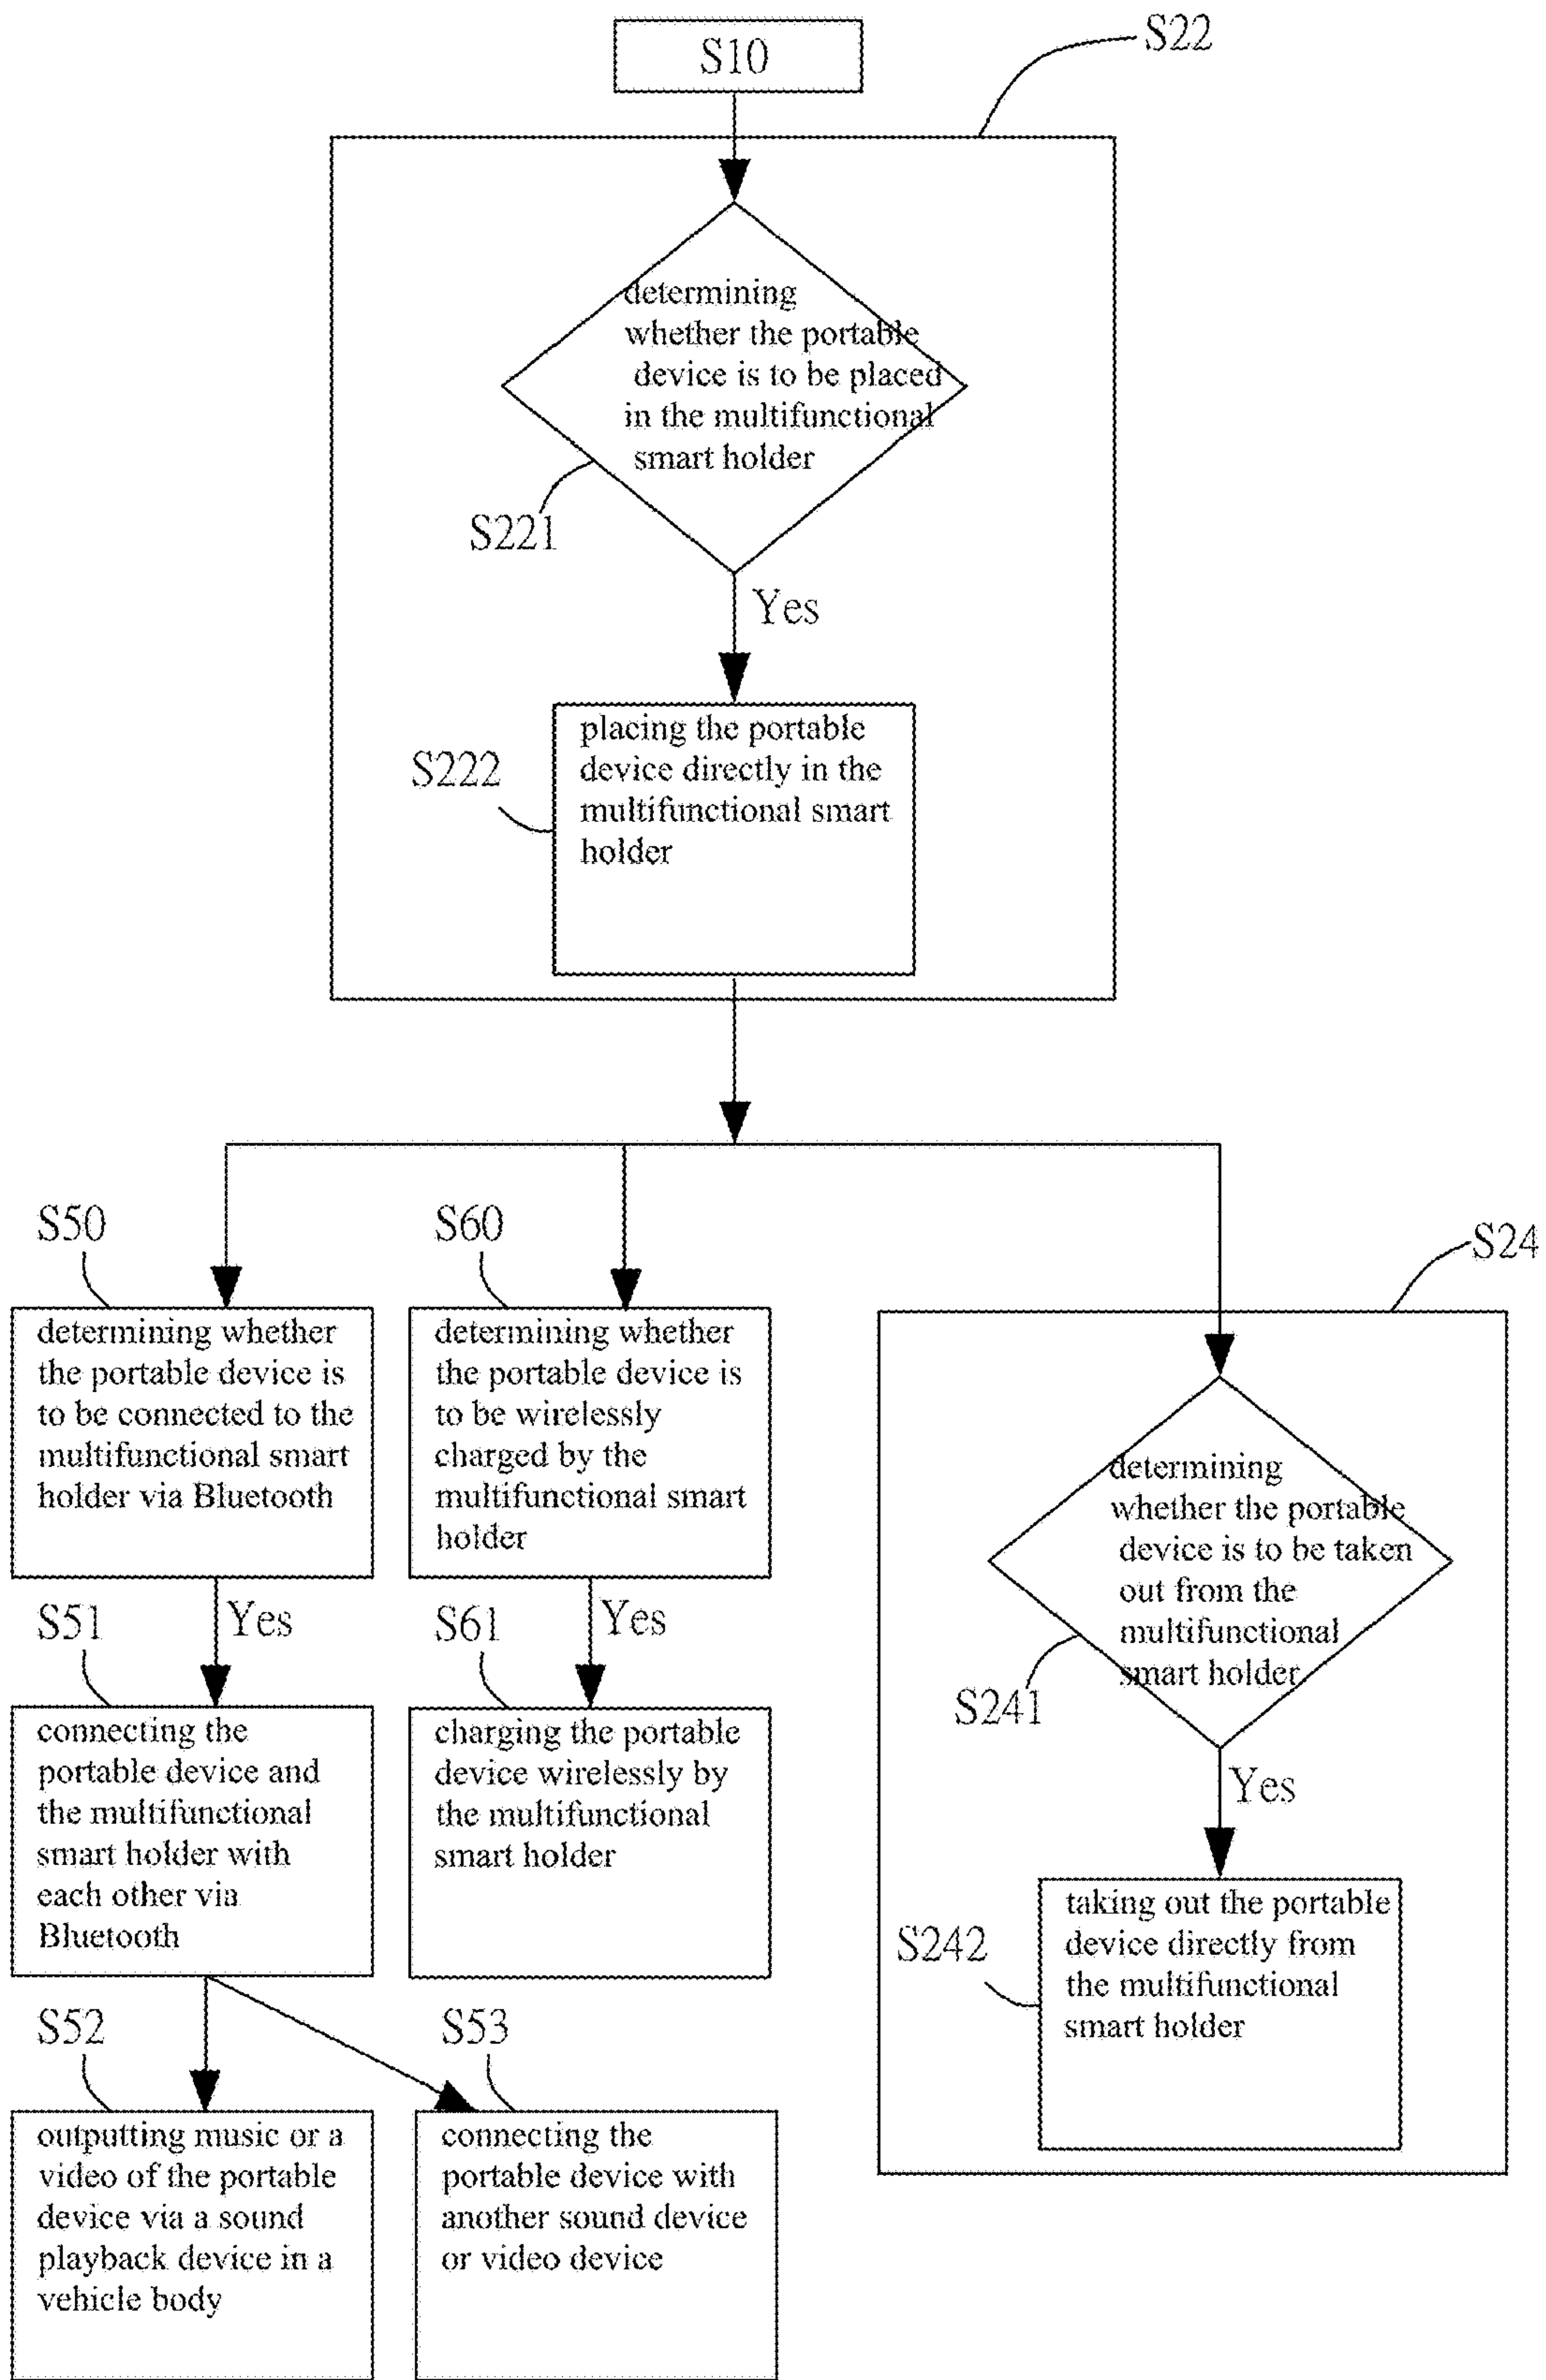 S10
S22
determining
whether the portable
device is to be placed
in the multifunctional
smart holder
S221
Yes
S222
placing the portable
device directly in the
multifunctional smart
holder
S50
determining whether
the portable device is
to be connected to the
multifunctional smart
holder via Bluetooth
S60
determining whether
the portable device is
to be wirelessly
charged by the
multifunctional smart
holder
S24
determining
whether the portable
device is to be taken
out from the
multifunctional
smart holder
S241
Yes
S51
Yes
connecting the
portable device and
the multifunctional
smart holder with
each other via
Bluetooth
S61
Yes
charging the portable
device wirelessly by
the multifunctional
smart holder
S242
taking out the portable
device directly from
the multifunctional
smart holder
S52
outputting music or a
video of the portable
device via a sound
playback device in a
vehicle body
S53
connecting the
portable device with
another sound device
or video device